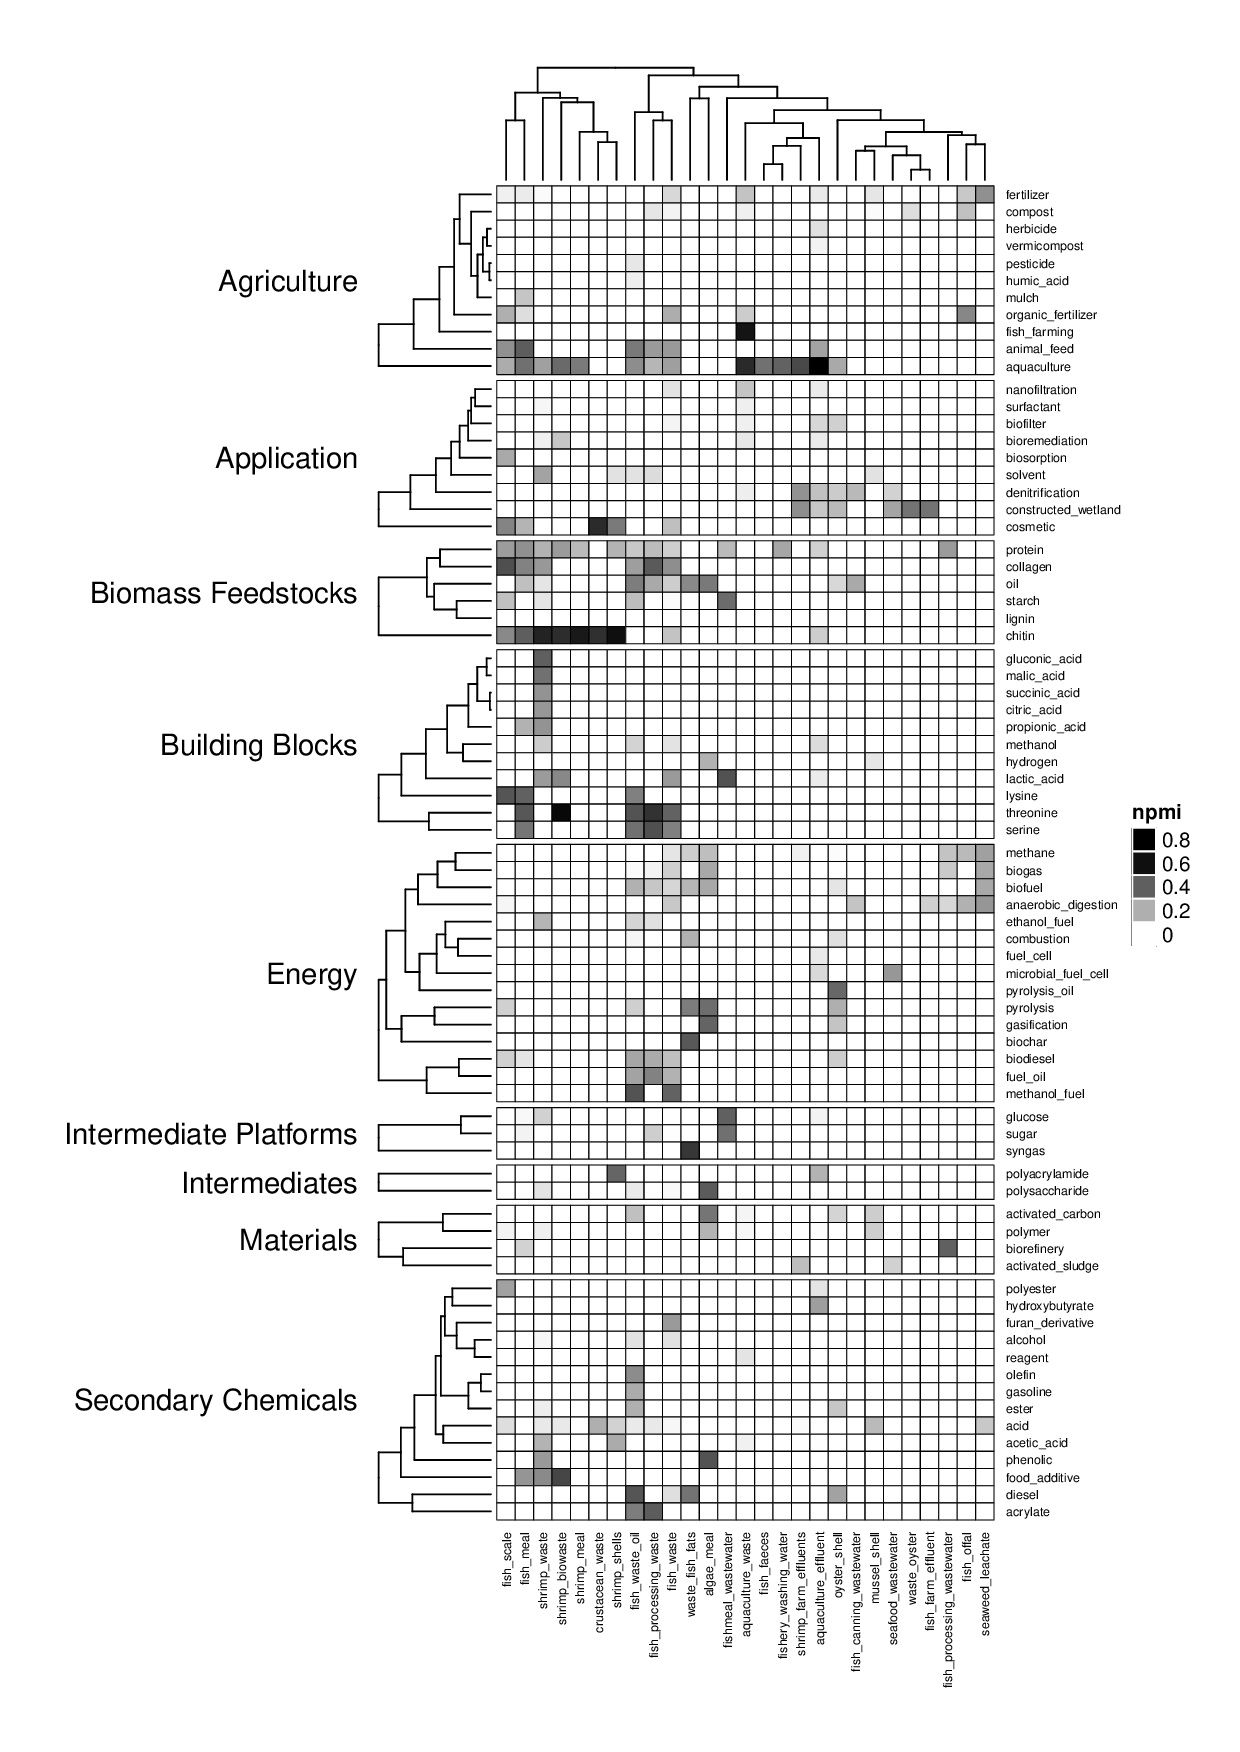 Agriculture
fertilizer
compost
herbicide
vermicompost
pesticide
humic_acid
mulch
organic_fertilizer
fish_farming
animal_feed
aquaculture
Application
nanofiltration
surfactant
biofilter
bioremediation
biosorption
solvent
denitrification
constructed_wetland
cosmetic
Biomass Feedstocks
protein
collagen
oil
starch
lignin
chitin
Building Blocks
gluconic_acid
malic_acid
succinic_acid
citric_acid
propionic_acid
methanol
hydrogen
lactic_acid
lysine
threonine
serine
npmi
0.8
0.6
0.4
0.2
0
Energy
methane
biogas
biofuel
anaerobic_digestion
ethanol_fuel
combustion
fuel_cell
microbial_fuel_cell
pyrolysis_oil
pyrolysis
gasification
biochar
biodiesel
fuel_oil
methanol_fuel
Intermediate Platforms
glucose
sugar
syngas
Intermediates
polyacrylamide
polysaccharide
Materials
activated_carbon
polymer
biorefinery
activated_sludge
Secondary Chemicals
polyester
hydroxybutyrate
furan_derivative
alcohol
reagent
olefin
gasoline
ester
acid
acetic_acid
phenolic
food_additive
diesel
acrylate
fish_scale
fish_meal
shrimp_waste
shrimp_biowaste
shrimp_meal
crustacean_waste
shrimp_shells
fish_waste_oil
fish_processing_waste
fish_waste
waste_fish_fats
algae_meal
fishmeal_wastewater
aquaculture_waste
fish_faeces
fishery_washing_water
shrimp_farm_effluents
aquaculture_effluent
oyster_shell
fish_canning_wastewater
mussel_shell
seafood_wastewater
waste_oyster
fish_farm_effluent
fish_processing_wastewater
fish_offal
seaweed_leachate